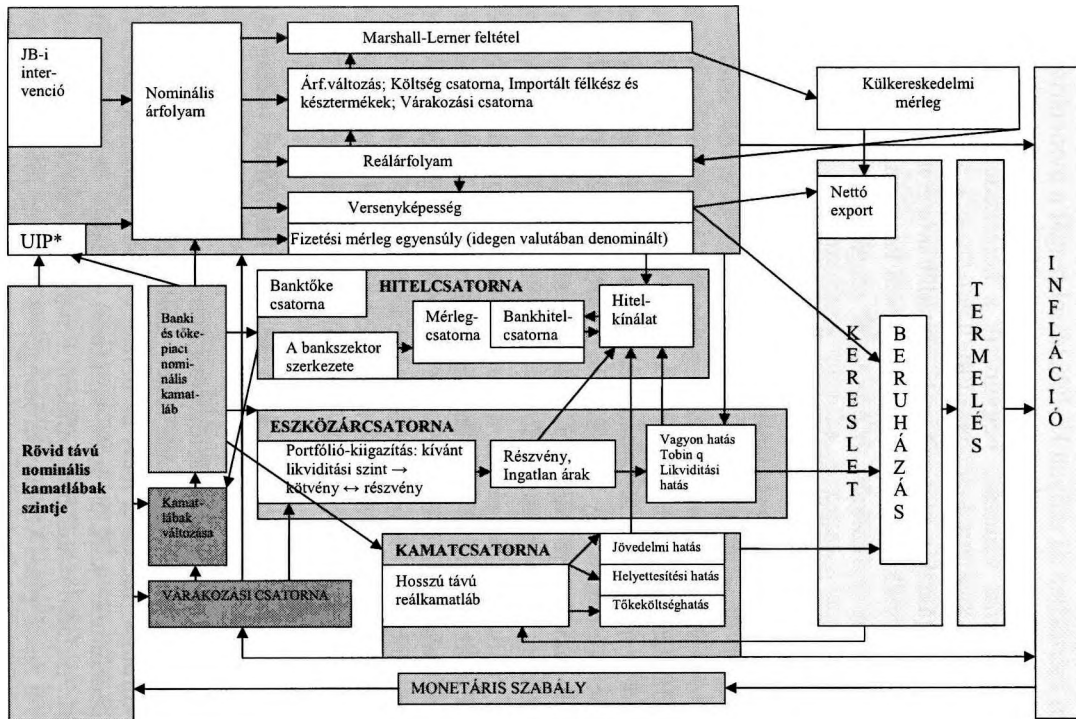 JB-i
inter-
venció
Nominális
árfolyam
Marshall-Lerner feltétel
Árf.változás; Költség csatorna, Importált félkész és
késztermékek; Várakozási csatorna
Reálárfolyam
Versenyképesség
Fizetési mérleg egyensúly (idegen valutában denominált)
UIP*
Külkereskedelmi
mérleg
Nettó
export
Rövid távú
nominális
kamatlábak
szintje
Banki
és tőke-
piaci
nomi-
nális
kamat-
láb
Kamat-
lábak
változása
VÁRAKOZÁSI CSATORNA
Banktőke
csatorna
HITELCSATORNA
A bankszektor
szerkezete
Mérleg-
csatorna
Bankhitel-
csatorna
Hitel-
kínálat
ESZKÖZÁRCSATORNA
Portfólió-kiigazítás: kívánt
likviditási szint →
kötvény ↔ részvény
Részvény,
Ingatlan árak
Vagyon hatás
Tobin q
Likviditási
hatás
KAMATCSATORNA
Hosszú távú
reálkamatláb
Jövedelmi hatás
Helyettesítési hatás
Tőkeköltséghatás
KERESLET
BERUHÁZÁS
TERMELÉS
INFLÁCIÓ
MONETÁRIS SZABÁLY